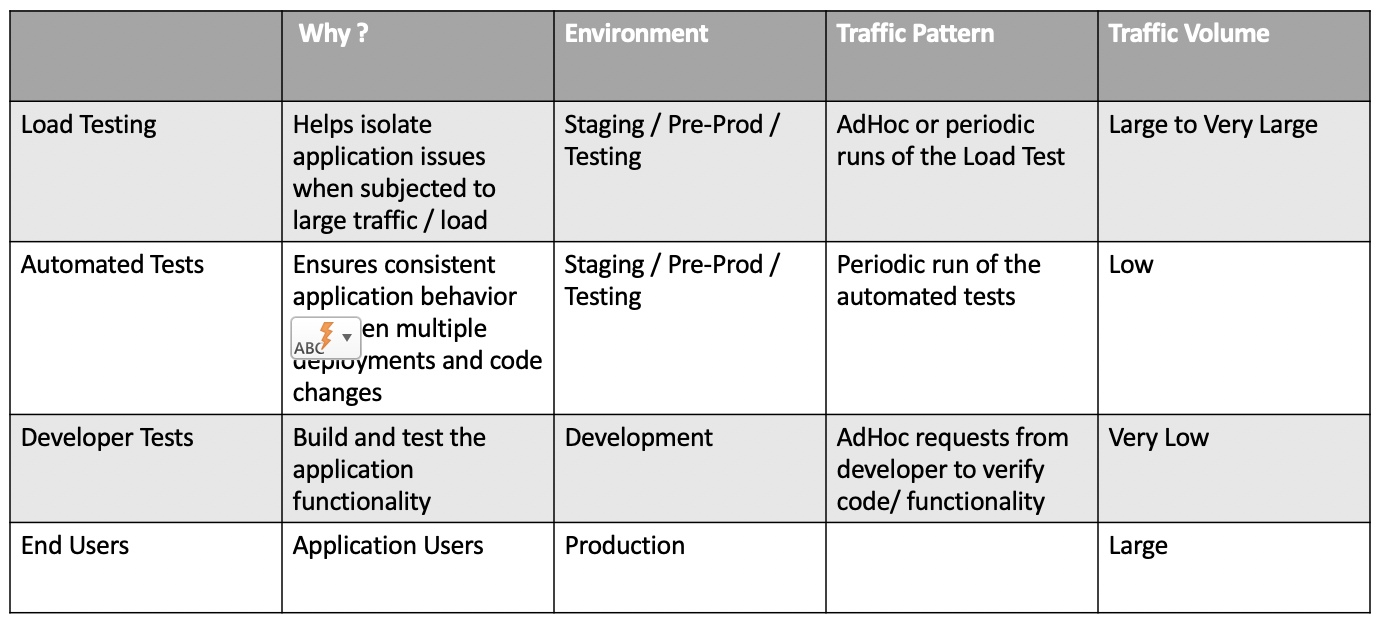 Why ?
Environment
Traffic Pattern
Traffic Volume
Load Testing
Helps isolate
application issues
when subjected to
large traffic / load
Staging / Pre-Prod /
Testing
AdHoc or periodic
runs of the Load Test
Large to Very Large
Automated Tests
Ensures consistent
application behavior
en multiple
deployments and code
changes
ABC
Staging / Pre-Prod /
Testing
Periodic run of the
automated tests
Low
Developer Tests
Build and test the
application
functionality
Development
AdHoc requests from
developer to verify
code/ functionality
Very Low
End Users
Application Users
Production
Large